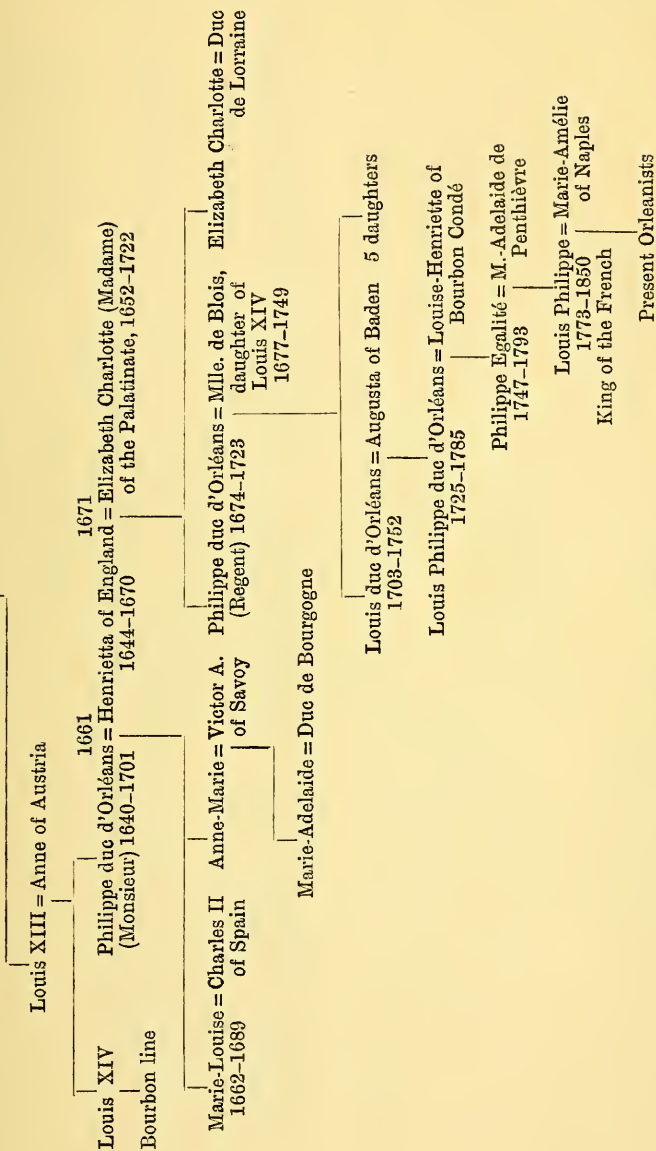 Louis XIII = Anne of Austria
1661
1671
Louis XIV
Philippe duc d'Orléans = Henrietta of England = Elizabeth Charlotte (Madame)
(Monsieur) 1640–1701
1644–1670
of the Palatinate, 1652–1722
Bourbon line
Marie-Louise = Charles II
1662–1689
of Spain
Anne-Marie = Victor A.
of Savoy
Philippe duc d'Orléans = Mlle. de Blois,
(Regent) 1674–1723
daughter of
Louis XIV
1677–1749
Elizabeth Charlotte = Duc
de Lorraine
Marie-Adelaide = Duc de Bourgogne
Louis duc d'Orléans = Augusta of Baden
1703–1752
5 daughters
Louis Philippe duc d'Orléans = Louise-Henriette of
1725–1785
Bourbon Condé
Philippe Egalité = M.-Adelaide de
1747–1793
Penthièvre
Louis Philippe = Marie-Amélie
1773–1850
of Naples
King of the French
Present Orleanists